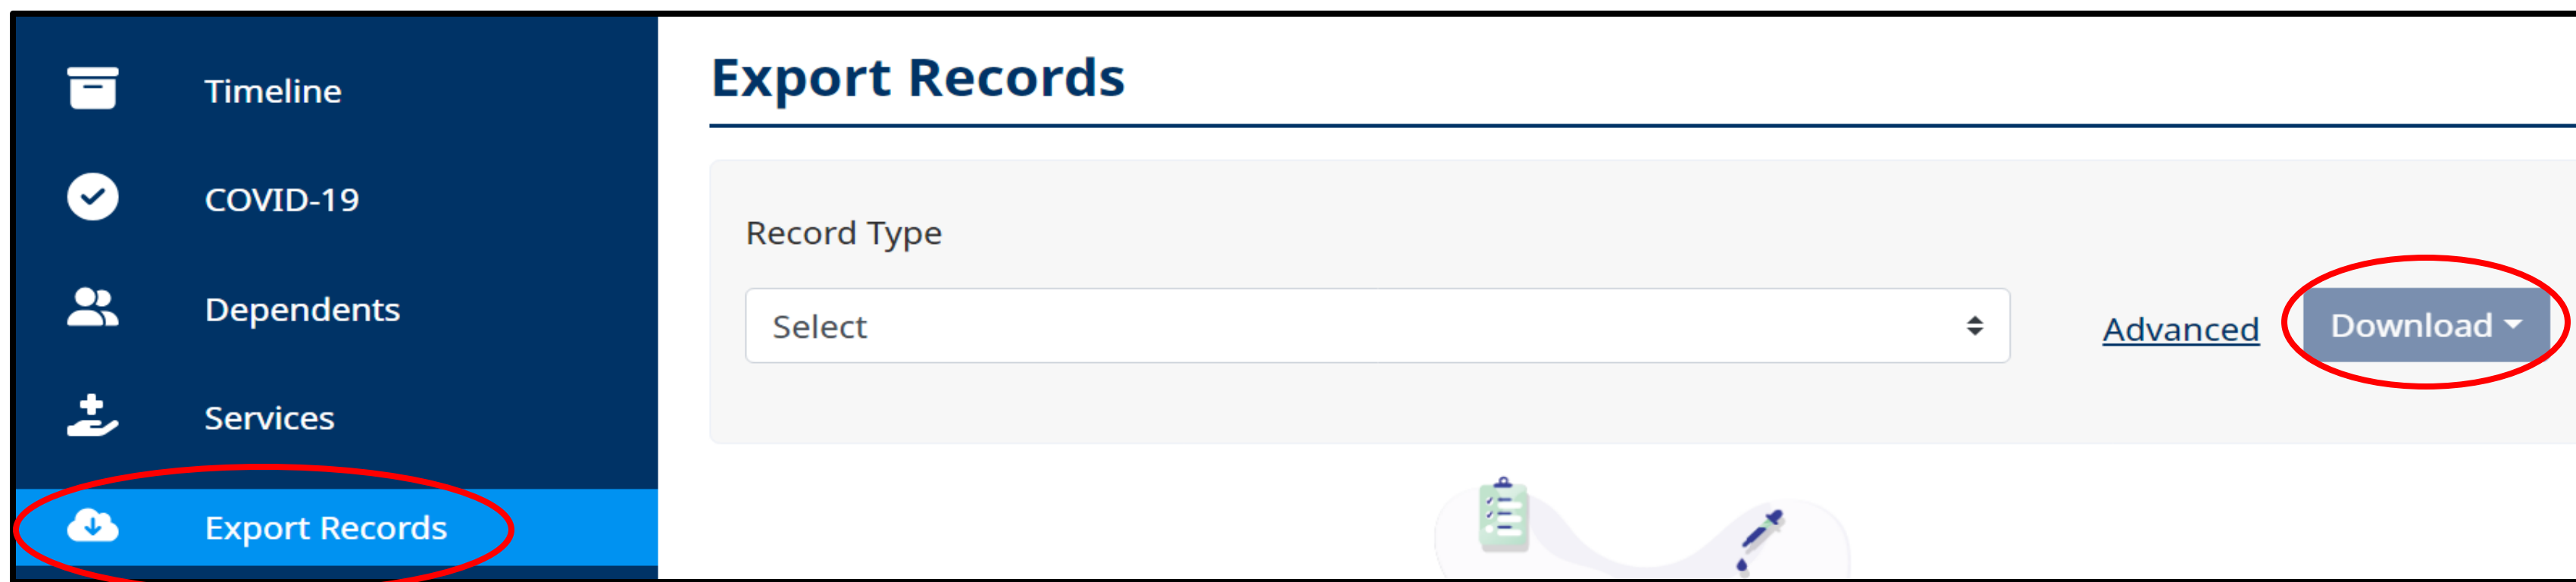 Timeline
COVID-19
Dependents
Services
Export Records
Export Records
Record Type
Select
Advanced
Download